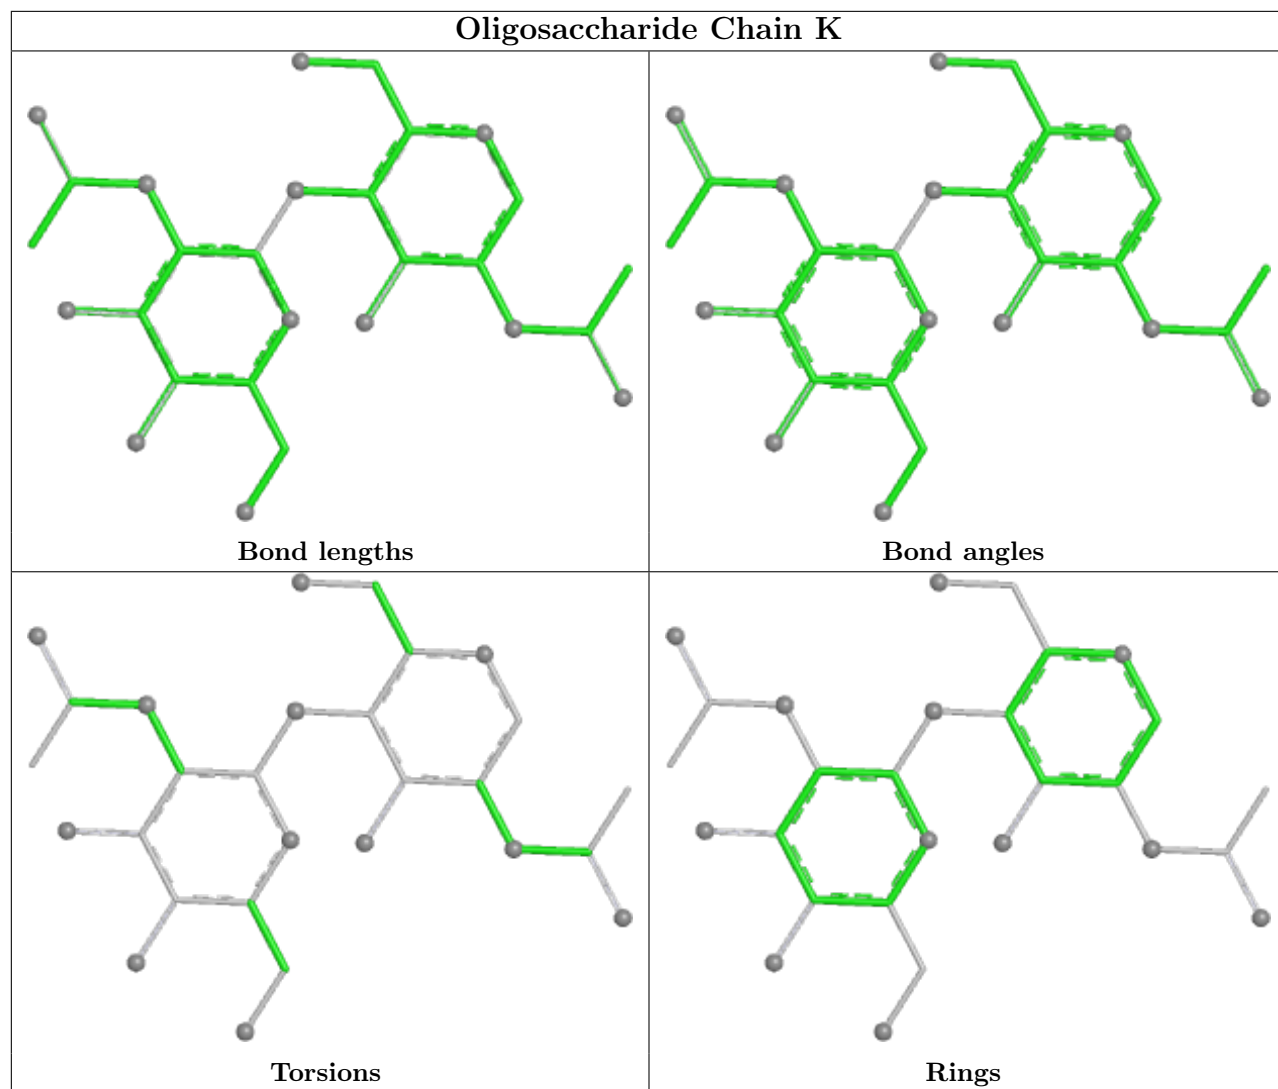 Oligosaccharide Chain K
Bond lengths
Bond angles
Torsions
Rings